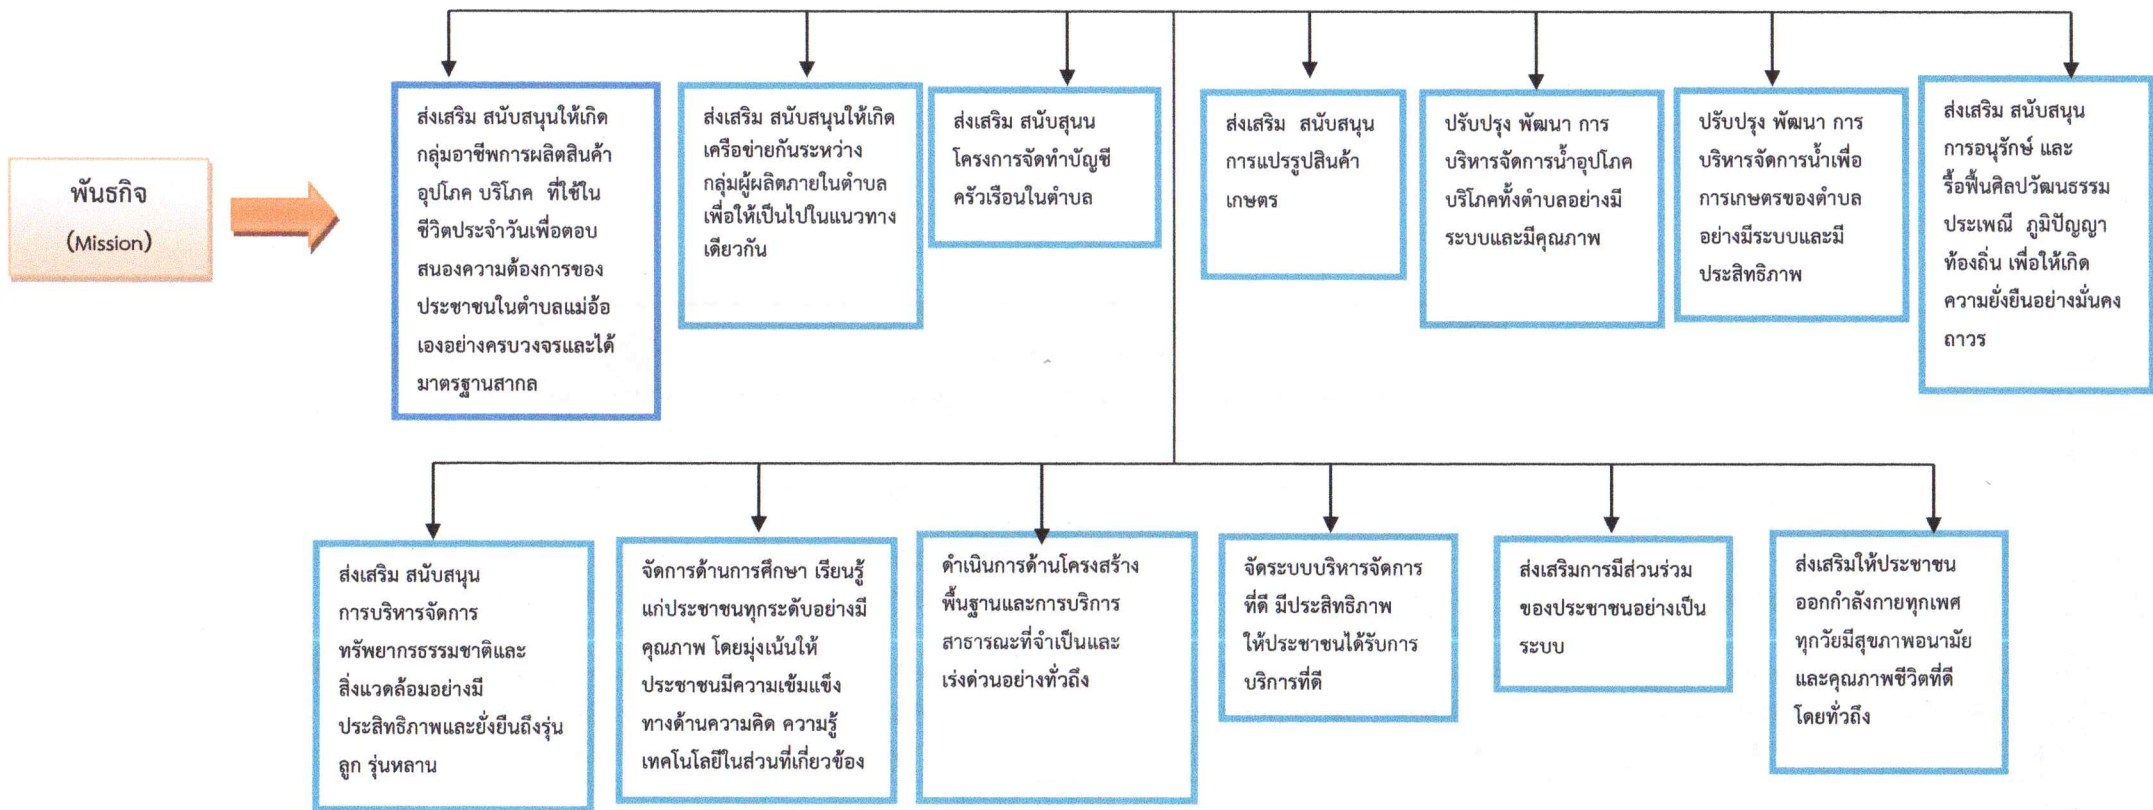 พันธกิจ
(Mission)
ส่งเสริม สนับสนุนให้เกิด
กลุ่มอาชีพการผลิตสินค้า
อุปโภค บริโภค ที่ใช้ใน
ชีวิตประจำวันเพื่อตอบ
สนองความต้องการของ
ประชาชนในตำบลแม่อ้อ
เองอย่างครบวงจรและได้
มาตรฐานสากล
ส่งเสริม สนับสนุนให้เกิด
เครือข่ายกันระหว่าง
กลุ่มผู้ผลิตภายในตำบล
เพื่อให้เป็นไปในแนวทาง
เดียวกัน
ส่งเสริม สนับสุนน
โครงการจัดทำบัญชี
ครัวเรือนในตำบล
ส่งเสริม สนับสนุน
การแปรรูปสินค้า
เกษตร
ปรับปรุง พัฒนา การ
บริหารจัดการน้ำอุปโภค
บริโภคทั้งตำบลอย่างมี
ระบบและมีคุณภาพ
ปรับปรุง พัฒนา การ
บริหารจัดการน้ำเพื่อ
การเกษตรของตำบล
อย่างมีระบบและมี
ประสิทธิภาพ
ส่งเสริม สนับสนุน
การอนุรักษ์ และ
รื้อฟื้นศิลปวัฒนธรรม
ประเพณี ภูมิปัญญา
ท้องถิ่น เพื่อให้เกิด
ความยั่งยืนอย่างมั่นคง
ถาวร
ส่งเสริม สนับสนุน
การบริหารจัดการ
ทรัพยากรธรรมชาติและ
สิ่งแวดล้อมอย่างมี
ประสิทธิภาพและยั่งยืนถึงรุ่น
ลูก รุ่นหลาน
จัดการด้านการศึกษา เรียนรู้
แก่ประชาชนทุกระดับอย่างมี
คุณภาพ โดยมุ่งเน้นให้
ประชาชนมีความเข้มแข็ง
ทางด้านความคิด ความรู้
เทคโนโลยีในส่วนที่เกี่ยวข้อง
ดำเนินการด้านโครงสร้าง
พื้นฐานและการบริการ
สาธารณะที่จำเป็นและ
เร่งด่วนอย่างทั่วถึง
จัดระบบบริหารจัดการ
ที่ดี มีประสิทธิภาพ
ให้ประชาชนได้รับการ
บริการที่ดี
ส่งเสริมการมีส่วนร่วม
ของประชาชนอย่างเป็น
ระบบ
ส่งเสริมให้ประชาชน
ออกกำลังกายทุกเพศ
ทุกวัยมีสุขภาพอนามัย
และคุณภาพชีวิตที่ดี
โดยทั่วถึง